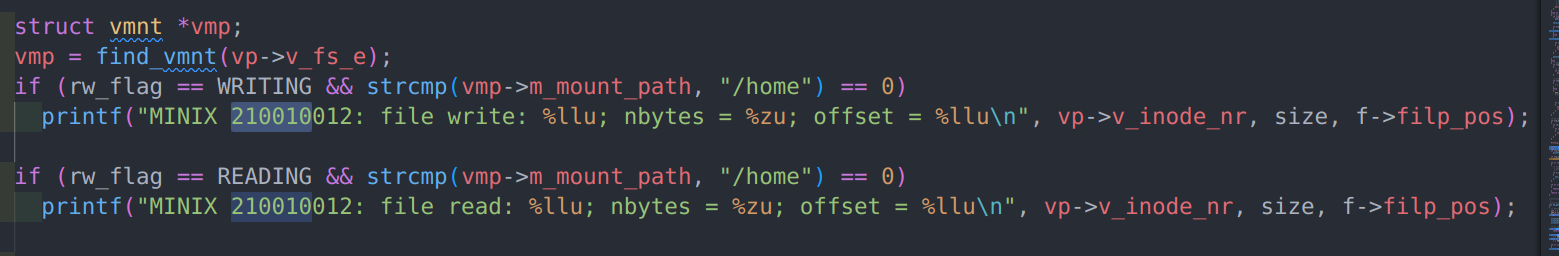 struct vmnt *vmp;
vmp = find_vmnt(vp->v_fs_e);
if (rw_flag == WRITING && strcmp(vmp->m_mount_path, "/home") == 0)
  printf("MINIX 210010012: file write: %llu; nbytes = %zu; offset = %llu\n", vp->v_inode_nr, size, f->filp_pos);

if (rw_flag == READING && strcmp(vmp->m_mount_path, "/home") == 0)
  printf("MINIX 210010012: file read: %llu; nbytes = %zu; offset = %llu\n", vp->v_inode_nr, size, f->filp_pos);